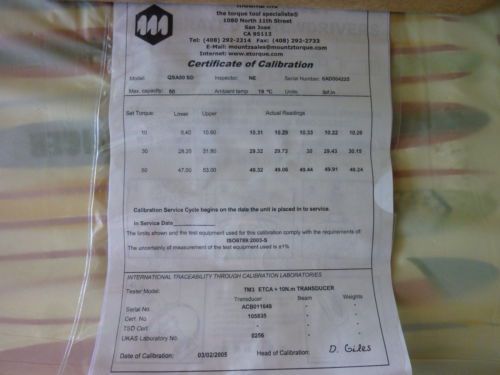 the torque tool specialists®
1080 North 11th Street
San Jose
CA 95112
Tel: (408) 292-2214 Fax: (408) 292-2733
E-Mail: mountzsales@mountztorque.com
Internet: www.etorque.com
Certificate of Calibration
Model: QSA50 SD Inspector: NE Serial Number:
Max. capacity: 50 Ambient temp: 19 °C Units: lbf.in
Set Torque: Lower Upper Actual Readings
10 9.40 10.60 10.31 10.29 10.33 10.22 10.26
30 28.20 31.80 29.32 29.73 30 29.43 30.15
50 47.00 53.00 49.32 49.06 49.44 49.91 49.24
Calibration Service Cycle begins on the date the unit is placed in to service.
In Service Date
The limits shown and the test equipment used for this calibration comply with the requirements of:
ISO6789:2003-S
The uncertainty of measurement of the test equipment used is ±1%
INTERNATIONAL TRACEABILITY THROUGH CALIBRATION LABORATORIES
Tester Model: TM3 ETCA + 10N.m TRANSDUCER
Transducer Beam Weights
Serial No. ACB011648 - -
Cert. No. 105835 - -
TSD Cert. - - -
UKAS Laboratory No. 0256 - -
Date of Calibration: 03/02/2005 Head of Calibration: D. Giles